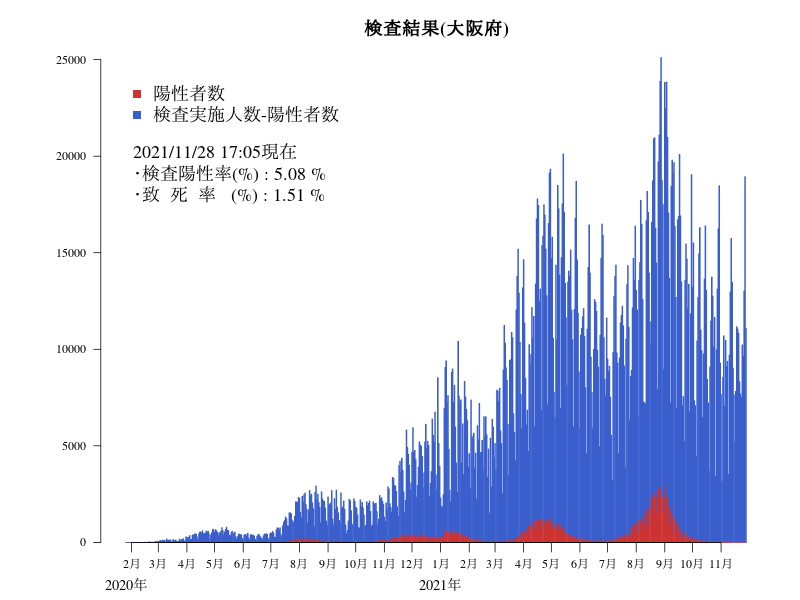 検査結果(大阪府)
25000
陽性者数
検査実施人数-陽性者数
2021/11/28 17:05現在
20000
・検査陽性率(%) : 5.08 %
・致 死 率 (%) : 1.51 %
15000
10000
5000
0
2月 3月 4月 5月 6月 7月 8月 9月 10月 11月 12月 1月 2月 3月 4月 5月 6月 7月 8月 9月 10月 11月
2020年 2021年